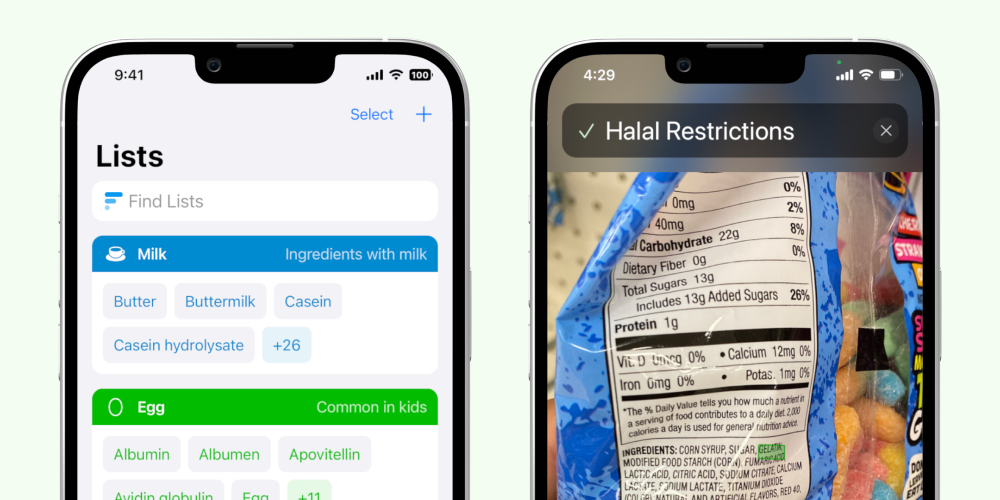 9:41
100
Select +
Lists
Find Lists
Milk Ingredients with milk
Butter Buttermilk Casein
Casein hydrolysate +26
Egg Common in kids
Albumin Albumen Apovitellin
Avidin globulin Egg +11
4:29
Halal Restrictions
0%
0mg 2%
40mg 8%
Carbohydrate 22g
Dietary Fiber 0g 0%
Total Sugars 13g
Includes 13g Added Sugars 26%
Protein 1g
Vit. D 0mcg 0% • Calcium 12mg 0%
Iron 0mg 0% • Potas. 1mg 0%
*The % Daily Value tells you how much a nutrient in
a serving of food contributes to a daily diet. 2,000
calories a day is used for general nutrition advice.
INGREDIENTS: CORN SYRUP, SUGAR, GELATIN,
MODIFIED FOOD STARCH (CORN), FUMARIC ACID,
LACTIC ACID, CITRIC ACID, SODIUM CITRATE, CALCIUM
LACTATE, SODIUM LACTATE, TITANIUM DIOXIDE
(COLOR), NATURAL AND ARTIFICIAL FLAVORS, RED 40,